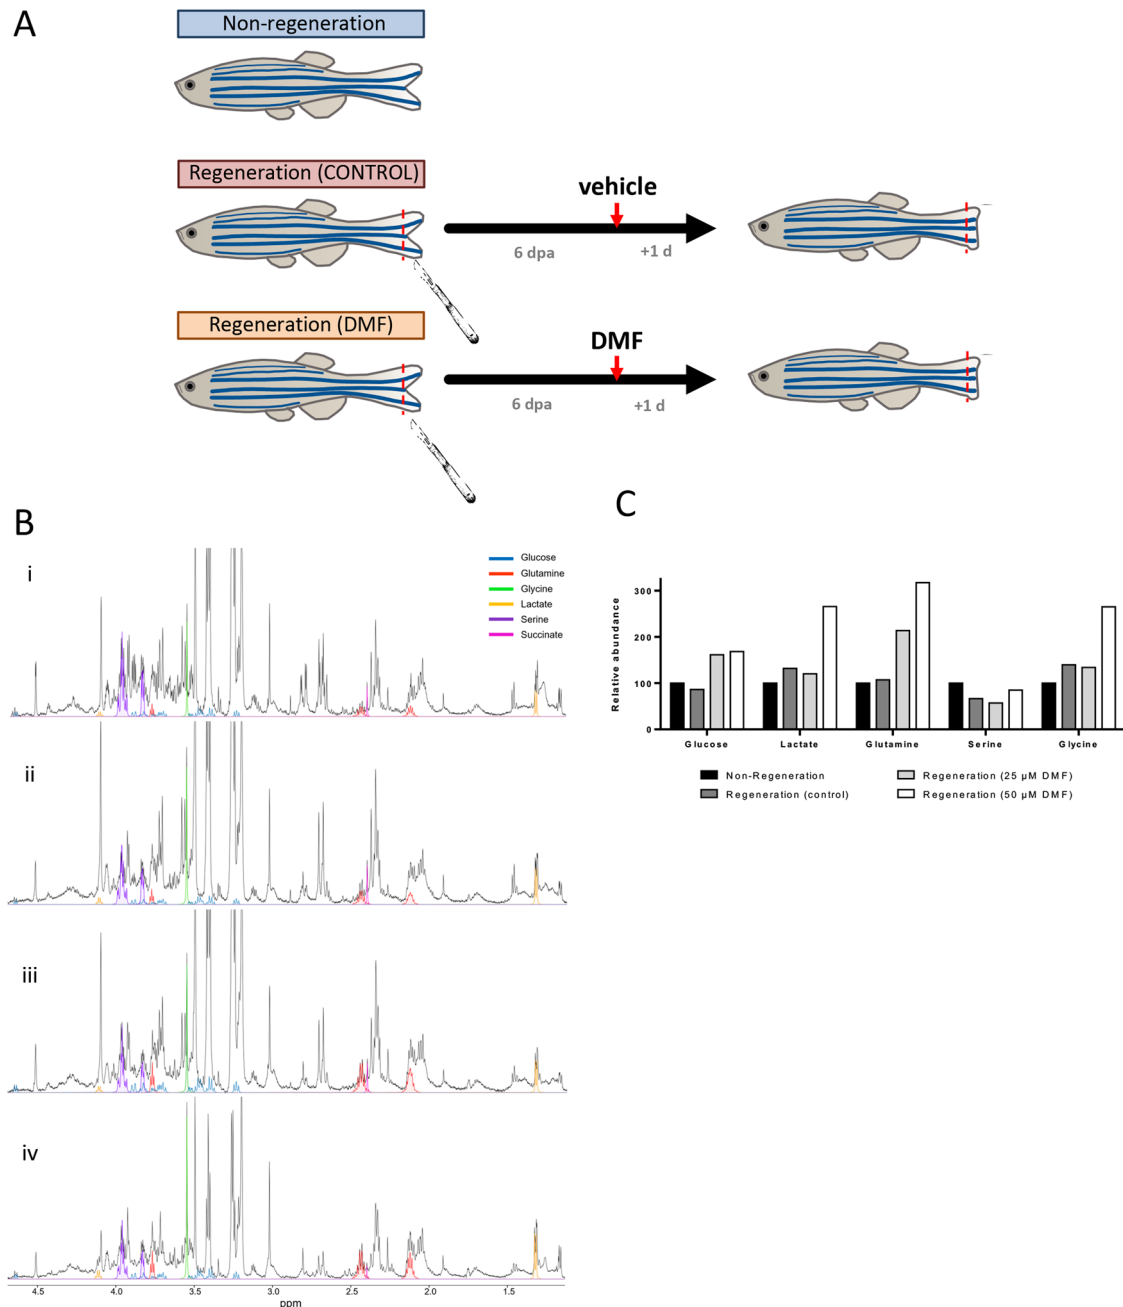 A
Non-regeneration
Regeneration (CONTROL)
vehicle
6 dpa
+1 d
Regeneration (DMF)
DMF
6 dpa
+1 d
B
i
Glucose
Glutamine
Glycine
Lactate
Serine
Succinate
ii
iii
iv
4.5 4.0 3.5 3.0 2.5 2.0 1.5
ppm
C
Relative abundance
300
200
100
0
Glucose Lactate Glutamine Serine Glycine
Non-Regeneration
Regeneration (25 µM DMF)
Regeneration (control)
Regeneration (50 µM DMF)